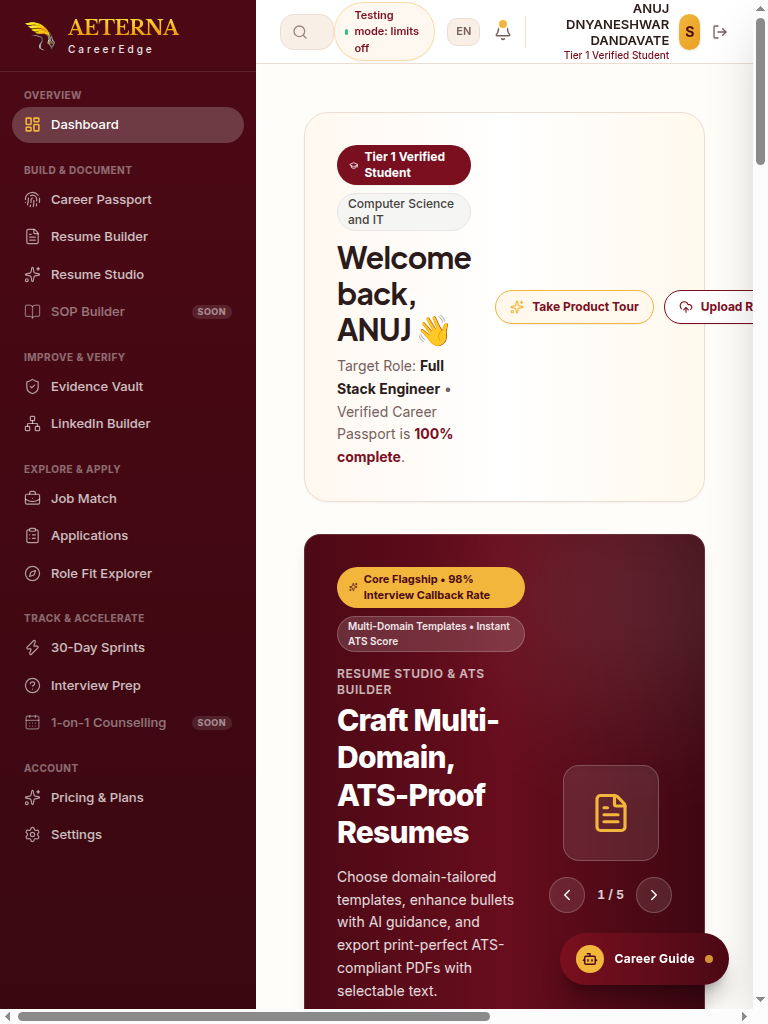 AETERNA
CareerEdge
OVERVIEW
Dashboard
BUILD & DOCUMENT
Career Passport
Resume Builder
Resume Studio
SOP Builder SOON
IMPROVE & VERIFY
Evidence Vault
LinkedIn Builder
EXPLORE & APPLY
Job Match
Applications
Role Fit Explorer
TRACK & ACCELERATE
30-Day Sprints
Interview Prep
1-on-1 Counselling SOON
ACCOUNT
Pricing & Plans
Settings
Testing
mode: limits
off
EN
ANUJ
DNYANESHWAR
DANDAVATE
Tier 1 Verified Student
S
Tier 1 Verified
Student
Computer Science
and IT
Welcome
back,
ANUJ 👋
Target Role: Full
Stack Engineer •
Verified Career
Passport is 100%
complete.
Take Product Tour
Upload R
Core Flagship • 98%
Interview Callback Rate
Multi-Domain Templates • Instant
ATS Score
RESUME STUDIO & ATS
BUILDER
Craft Multi-
Domain,
ATS-Proof
Resumes
Choose domain-tailored
templates, enhance bullets
with AI guidance, and
export print-perfect ATS-
compliant PDFs with
selectable text.
1 / 5
Career Guide